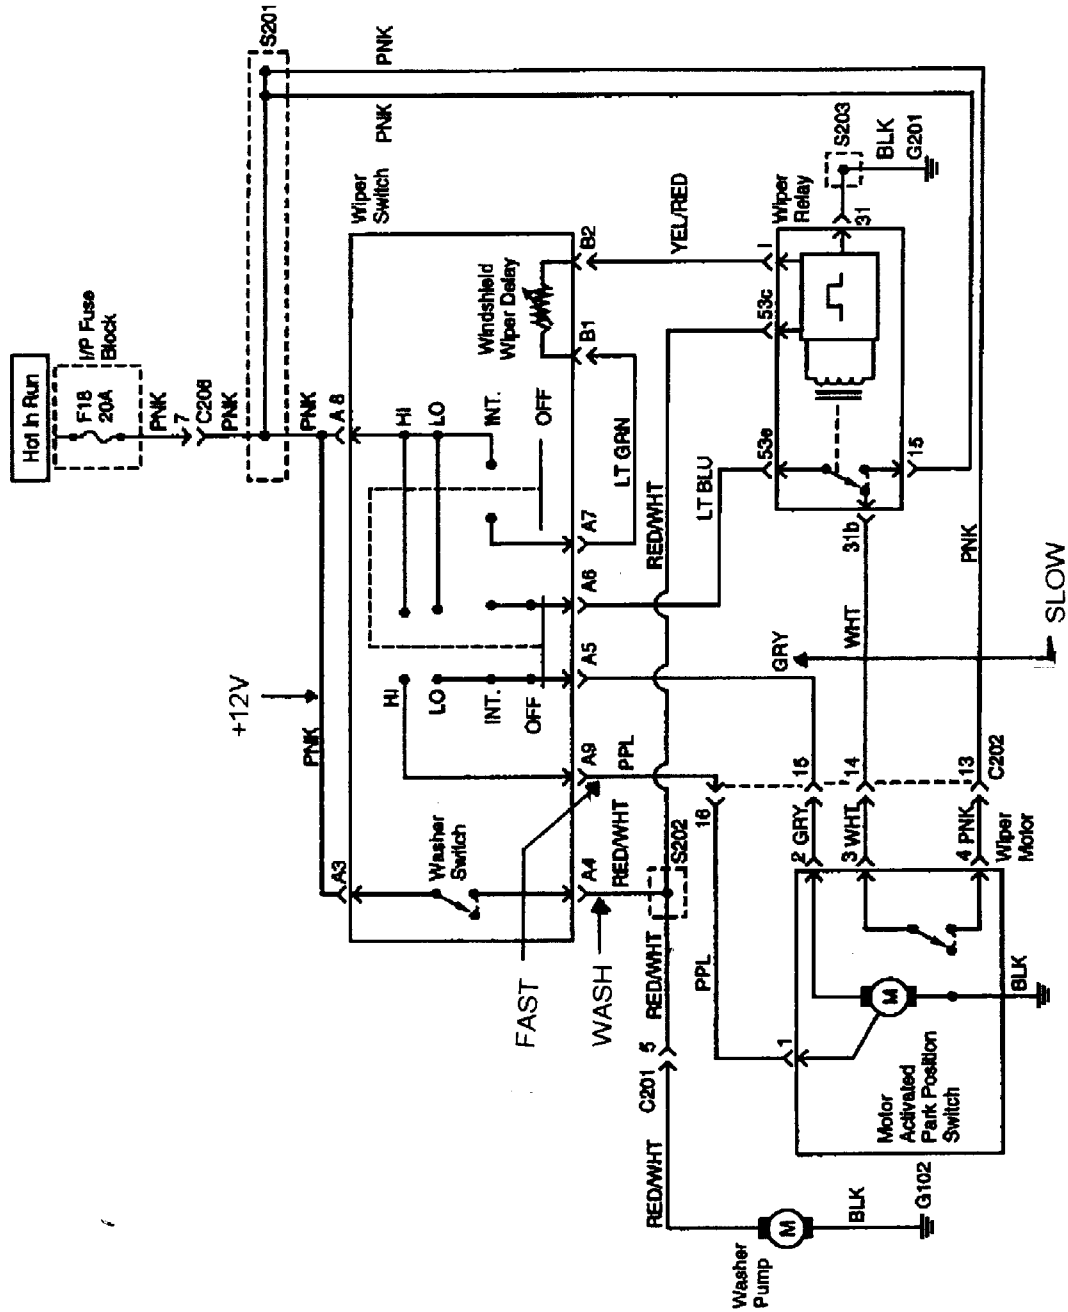 Hot in Run
I/P Fuse
Block
F18
20A
PNK
7
C206
PNK
S201
PNK
PNK
PNK
A 8
+12V
PNK
A3
Wiper
Switch
Washer
Switch
HI
LO
INT.
OFF
HI
LO
INT.
OFF
Windshield
Wiper Delay
A4
A9
A5
A6
A7
B1
B2
RED/WHT
PPL
LT GRN
YEL/RED
FAST
WASH
S202
RED/WHT
RED/WHT
LT BLU
C201
5
RED/WHT
PPL
16
GRY
15
14
13
C202
2 GRY
3 WHT
4 PNK
Wiper
Motor
1
M
Motor
Activated
Park Position
Switch
BLK
WHT
PNK
SLOW
31b
15
53e
53c
1
31
Wiper
Relay
S203
BLK
G201
Washer
Pump
M
BLK
G102